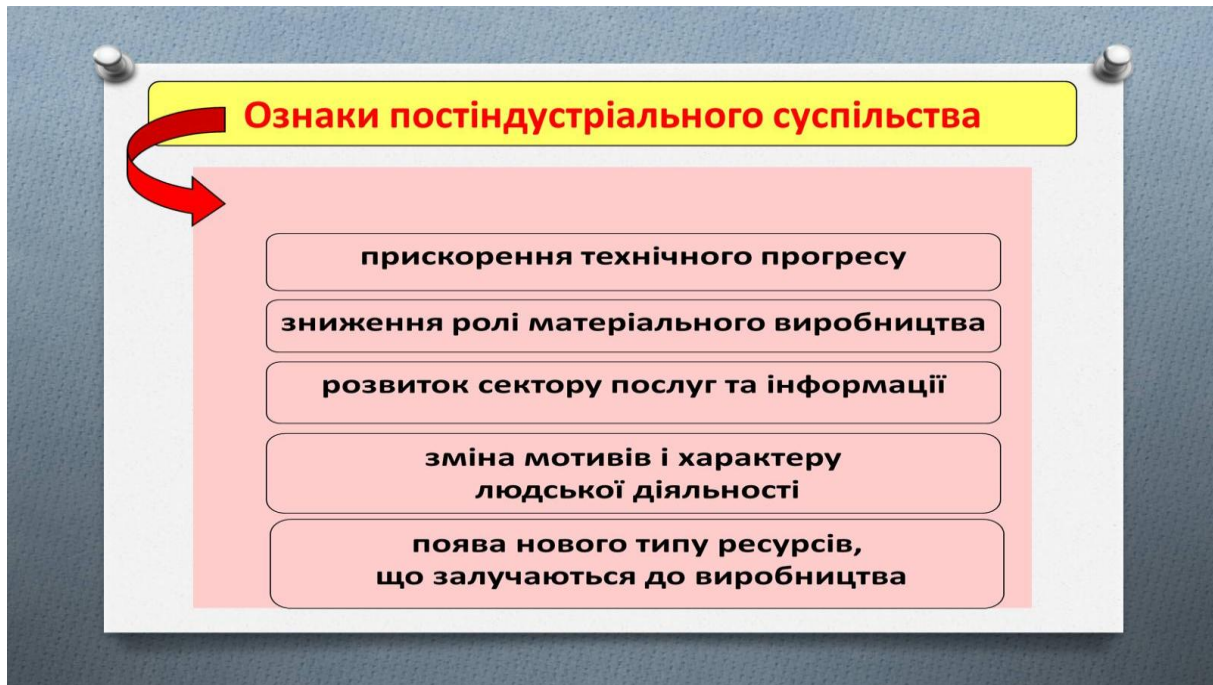 Ознаки постіндустріального суспільства
прискорення технічного прогресу
зниження ролі матеріального виробництва
розвиток сектору послуг та інформації
зміна мотивів і характеру
людської діяльності
поява нового типу ресурсів,
що залучаються до виробництва